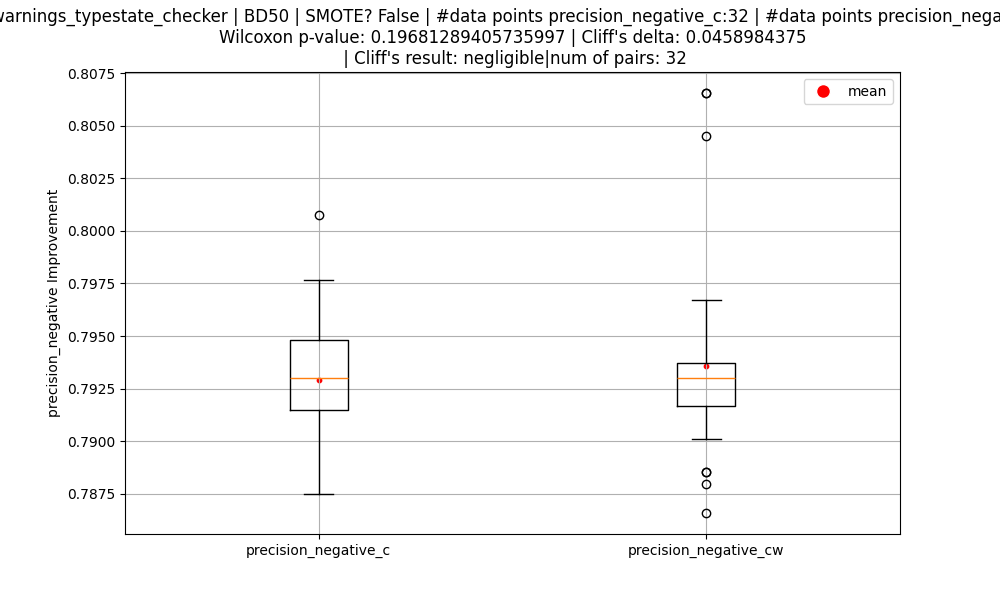 warnings_typestate_checker | BD50 | SMOTE? False | #data points precision_negative_c:32 | #data points precision_nega
Wilcoxon p-value: 0.19681289405735997 | Cliff's delta: 0.0458984375
| Cliff's result: negligible|num of pairs: 32
0.8075
mean
0.8050
0.8025
0.8000
0.7975
0.7950
0.7925
0.7900
0.7875
precision_negative Improvement
precision_negative_c
precision_negative_cw